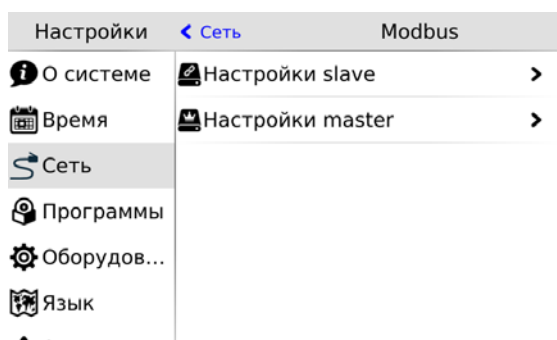 Настройки
Сеть
Modbus
О системе
Настройки slave
Время
Настройки master
Сеть
Программы
Оборудов...
Язык